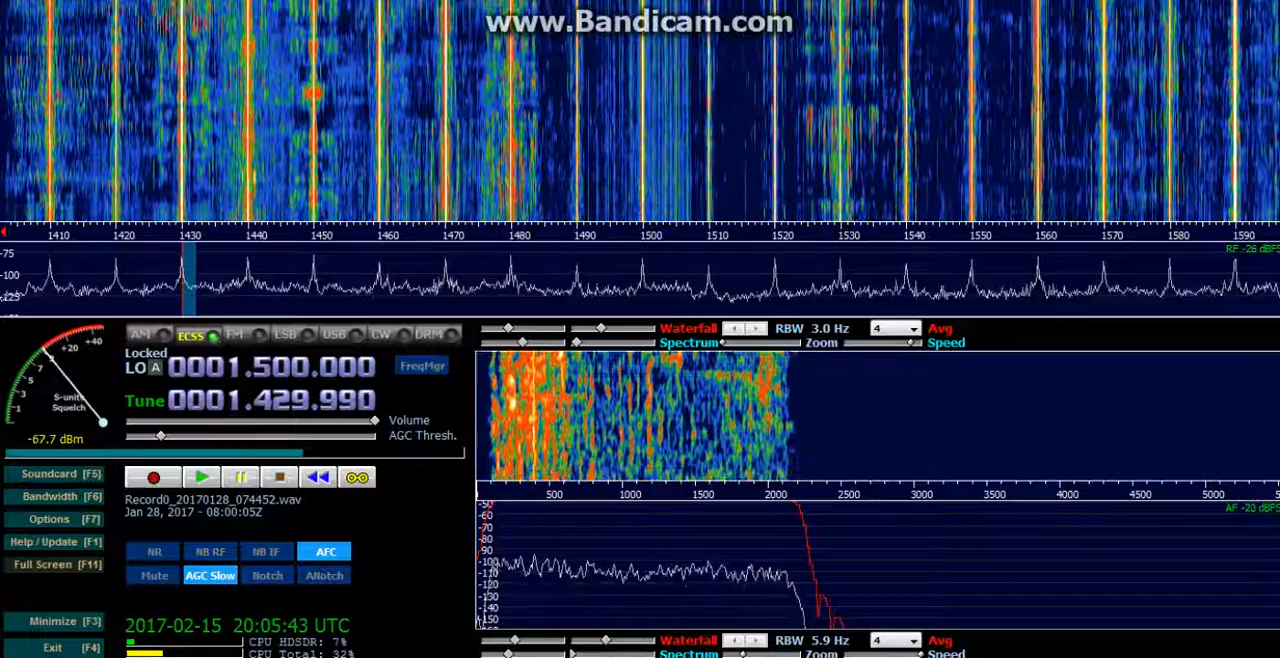 www.Bandicam.com
1410 1420 1430 1440 1450 1460 1470 1480 1490 1500 1510 1520 1530 1540 1550 1560 1570 1580 1590
RF -26 dBFS
-75
-100
-125
AM ECSS FM LSB USB CW DRM
Locked
LO A 0001.500.000 FreqMgr
Tune 0001.429.990
Volume
AGC Thresh.
+20 +40
1 3 5 7
S-units
Squelch
-67.7 dBm
Waterfall RBW 3.0 Hz 4 Avg
Spectrum Zoom Speed
Soundcard [F5]
Bandwidth [F6]
Options [F7]
Help / Update [F1]
Full Screen [F11]
Minimize [F3]
Exit [F4]
Record0_20170128_074452.wav
Jan 28, 2017 - 08:00:05Z
NR NB RF NB IF AFC
Mute AGC Slow Notch ANotch
2017-02-15 20:05:43 UTC
CPU HDSDR: 7%
CPU Total: 32%
500 1000 1500 2000 2500 3000 3500 4000 4500 5000
AF -20 dBFS
-50
-60
-70
-80
-90
-100
-110
-120
-130
-140
-150
Waterfall RBW 5.9 Hz 4 Avg
Spectrum Zoom Speed